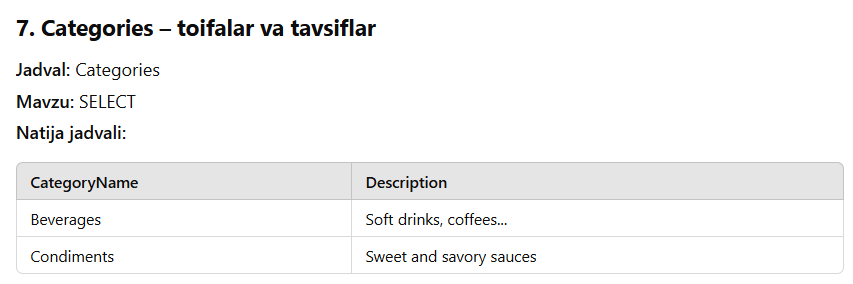 7. Categories – toifalar va tavsiflar
Jadval: Categories
Mavzu: SELECT
Natija jadvali:
CategoryName Description
Beverages Soft drinks, coffees...
Condiments Sweet and savory sauces